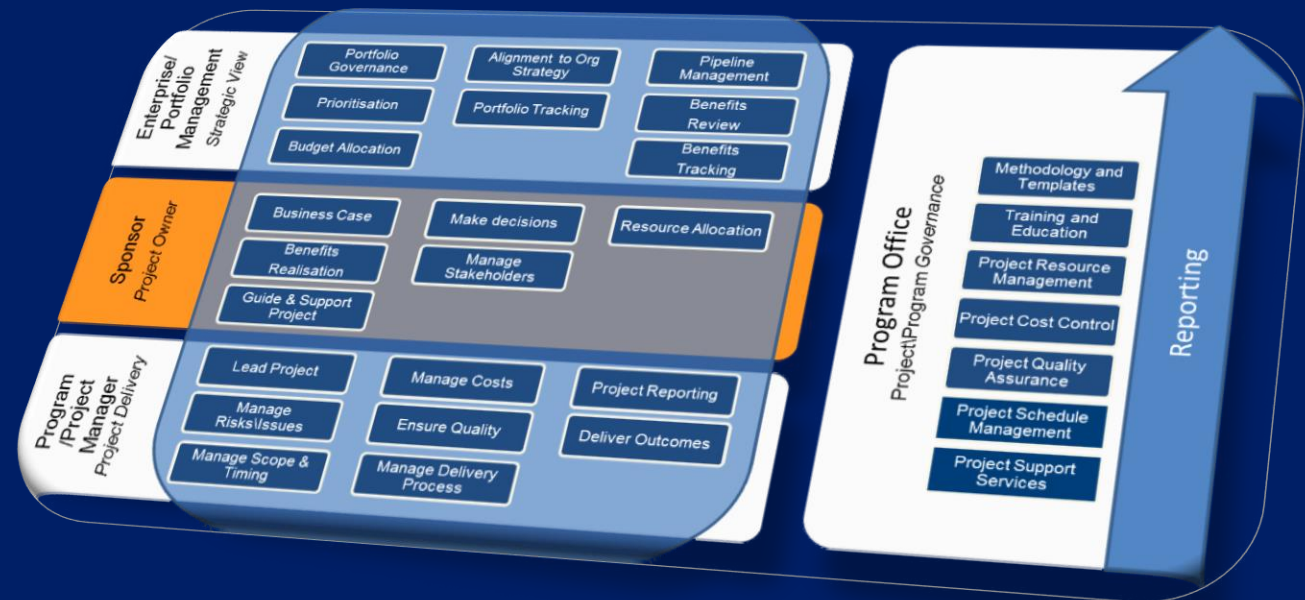 Enterprise/
Portfolio
Management
Strategic View
Portfolio
Governance
Alignment to Org
Strategy
Pipeline
Management
Prioritisation
Portfolio Tracking
Benefits
Review
Budget Allocation
Benefits
Tracking
Sponsor
Project Owner
Business Case
Make decisions
Resource Allocation
Benefits
Realisation
Manage
Stakeholders
Guide & Support
Project
Program
/Project
Manager
Project Delivery
Lead Project
Manage Costs
Project Reporting
Manage
Risks\Issues
Ensure Quality
Deliver Outcomes
Manage Scope &
Timing
Manage Delivery
Process
Program Office
Project\Program Governance
Methodology and
Templates
Training and
Education
Project Resource
Management
Project Cost Control
Project Quality
Assurance
Project Schedule
Management
Project Support
Services
Reporting